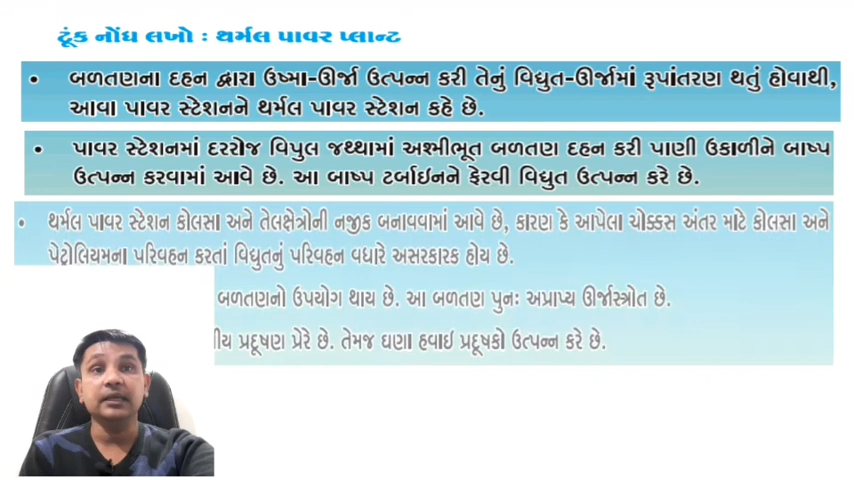 ટૂંક નોંધ લખો : થર્મલ પાવર પ્લાન્ટ
• બળતણના દહન દ્વારા ઉષ્મા-ઊર્જા ઉત્પન્ન કરી તેનું વિદ્યુત-ઊર્જામાં રૂપાંતરણ થતું હોવાથી,
આવા પાવર સ્ટેશનને થર્મલ પાવર સ્ટેશન કહે છે.
• પાવર સ્ટેશનમાં દરરોજ વિપુલ જથ્થામાં અશ્મીભૂત બળતણ દહન કરી પાણી ઉકાળીને બાષ્પ
ઉત્પન્ન કરવામાં આવે છે. આ બાષ્પ ટર્બાઇનને ફેરવી વિદ્યુત ઉત્પન્ન કરે છે.
• થર્મલ પાવર સ્ટેશન કોલસા અને તેલક્ષેત્રોની નજીક બનાવવામાં આવે છે, કારણ કે આપેલા ચોક્કસ અંતર માટે કોલસા અને
પેટ્રોલિયમના પરિવહન કરતાં વિદ્યુતનું પરિવહન વધારે અસરકારક હોય છે.
બળતણનો ઉપયોગ થાય છે. આ બળતણ પુનઃ અપ્રાપ્ય ઊર્જાસ્ત્રોત છે.
પ્રદૂષણ પ્રેરે છે. તેમજ ઘણા હવાઇ પ્રદૂષકો ઉત્પન્ન કરે છે.